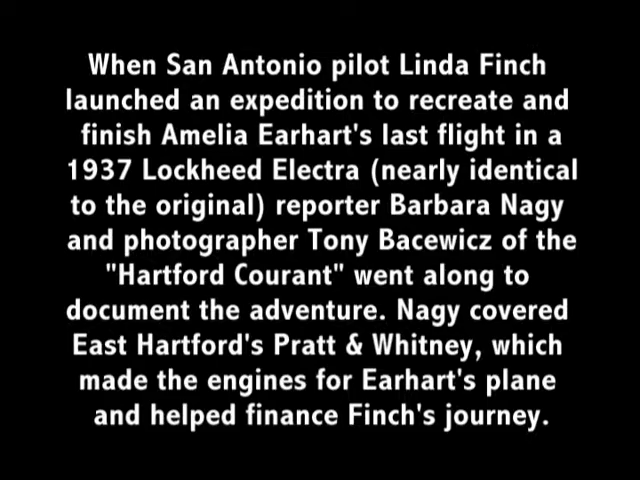 When San Antonio pilot Linda Finch
launched an expedition to recreate and
finish Amelia Earhart's last flight in a
1937 Lockheed Electra (nearly identical
to the original) reporter Barbara Nagy
and photographer Tony Bacewicz of the
"Hartford Courant" went along to
document the adventure. Nagy covered
East Hartford's Pratt & Whitney, which
made the engines for Earhart's plane
and helped finance Finch's journey.